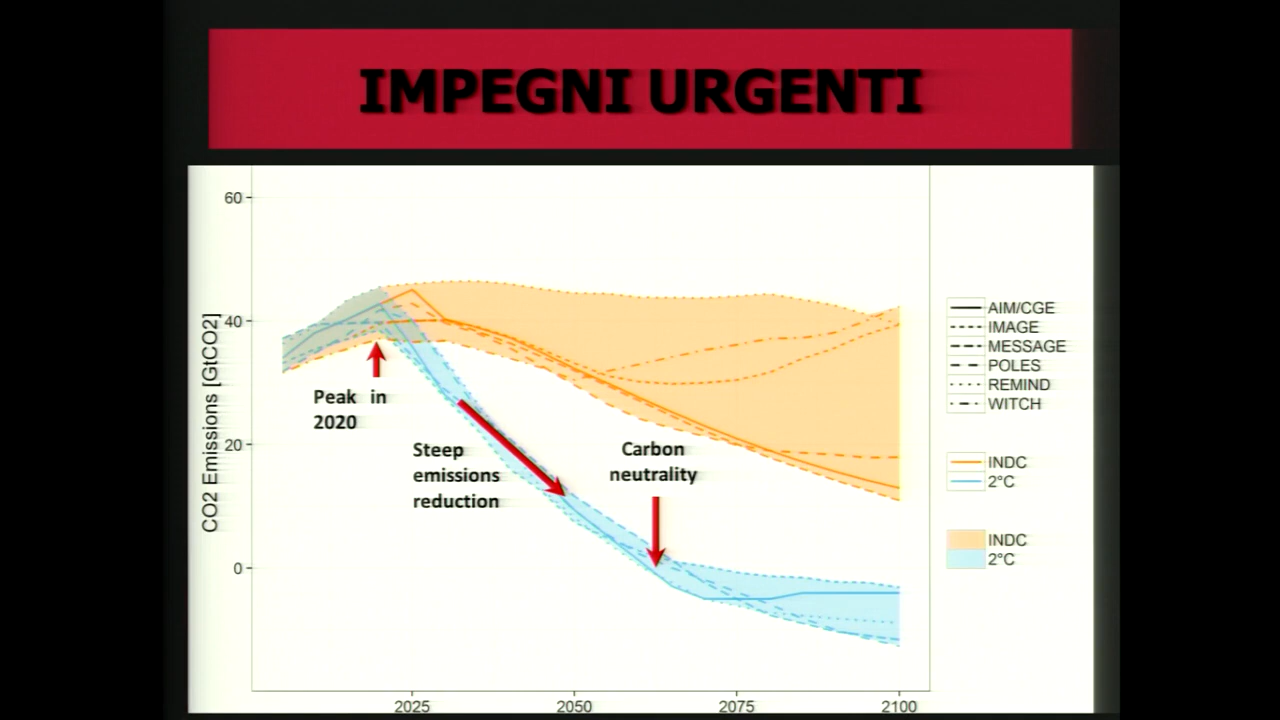 IMPEGNI URGENTI
60
40
20
0
CO2 Emissions [GtCO2]
Peak in
2020
Steep
emissions
reduction
Carbon
neutrality
2025
2050
2075
2100
AIM/CGE
IMAGE
MESSAGE
POLES
REMIND
WITCH
INDC
2°C
INDC
2°C